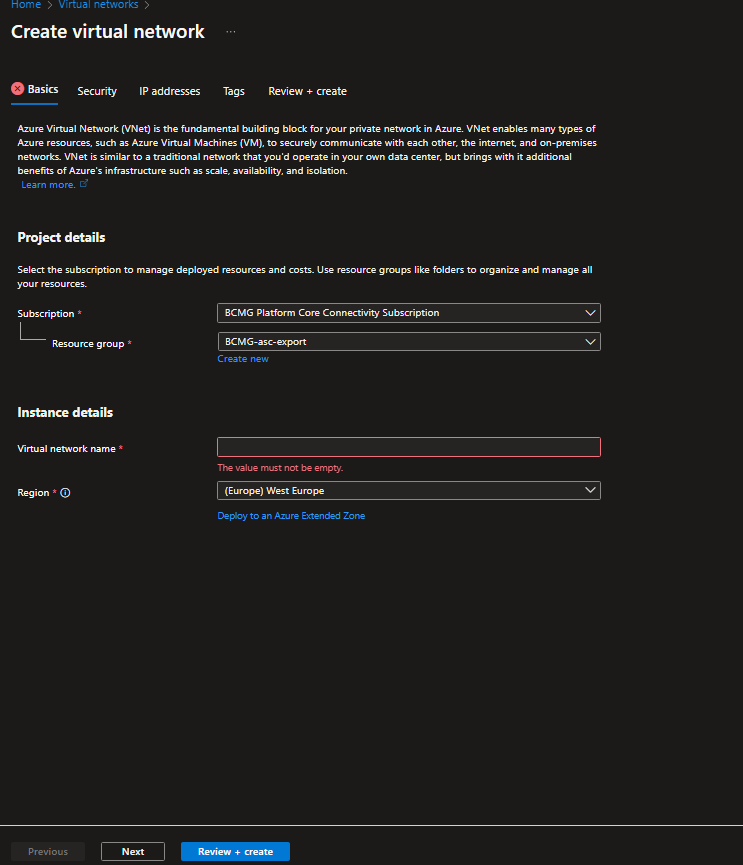 Home > Virtual networks >
Create virtual network ...
Basics Security IP addresses Tags Review + create
Azure Virtual Network (VNet) is the fundamental building block for your private network in Azure. VNet enables many types of
Azure resources, such as Azure Virtual Machines (VM), to securely communicate with each other, the internet, and on-premises
networks. VNet is similar to a traditional network that you'd operate in your own data center, but brings with it additional
benefits of Azure's infrastructure such as scale, availability, and isolation.
Learn more.
Project details
Select the subscription to manage deployed resources and costs. Use resource groups like folders to organize and manage all
your resources.
Subscription * BCMG Platform Core Connectivity Subscription
Resource group * BCMG-asc-export
Create new
Instance details
Virtual network name *
The value must not be empty.
Region * (Europe) West Europe
Deploy to an Azure Extended Zone
Previous Next Review + create